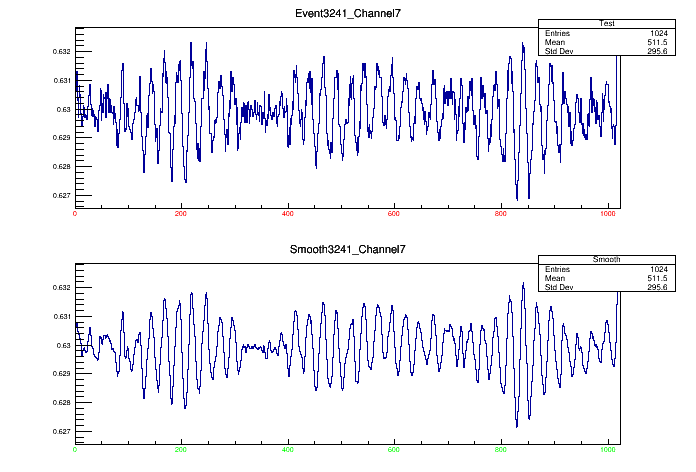 Event3241_Channel7
Test
Entries 1024
Mean 511.5
Std Dev 295.6
0.632
0.631
0.63
0.629
0.628
0.627
0 200 400 600 800 1000
Smooth3241_Channel7
Smooth
Entries 1024
Mean 511.5
Std Dev 295.6
0.632
0.631
0.63
0.629
0.628
0.627
0 200 400 600 800 1000